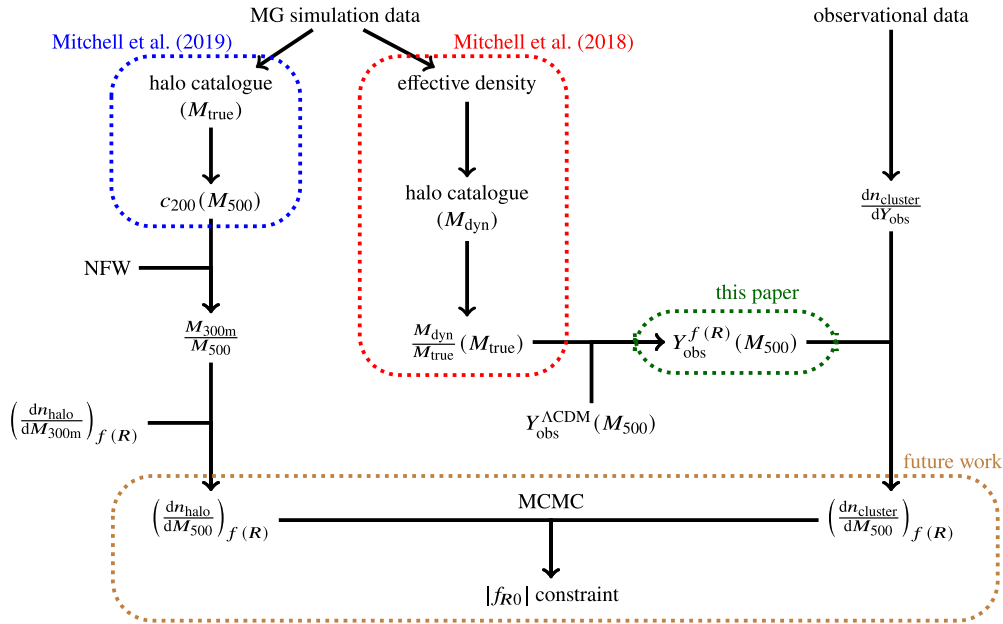 MG simulation data
observational data
Mitchell et al. (2019)
Mitchell et al. (2018)
halo catalogue
(M_true)
effective density
c_200(M_500)
halo catalogue
(M_dyn)
dn_cluster/dY_obs
NFW
this paper
M_300m/M_500
M_dyn/M_true(M_true)
Y_obs^f(R)(M_500)
(dn_halo/dM_300m)_f(R)
Y_obs^ΛCDM(M_500)
future work
(dn_halo/dM_500)_f(R)
MCMC
(dn_cluster/dM_500)_f(R)
|f_R0| constraint